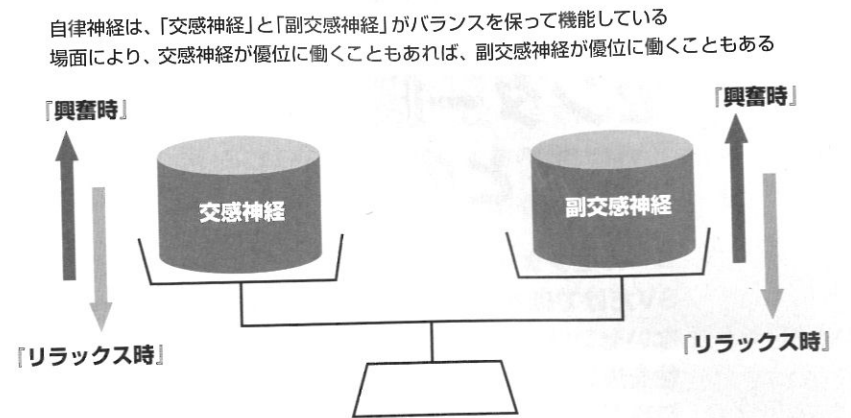 自律神経は、「交感神経」と「副交感神経」がバランスを保って機能している
場面により、交感神経が優位に働くこともあれば、副交感神経が優位に働くこともある
『興奮時』
『興奮時』
交感神経
副交感神経
『リラックス時』
『リラックス時』